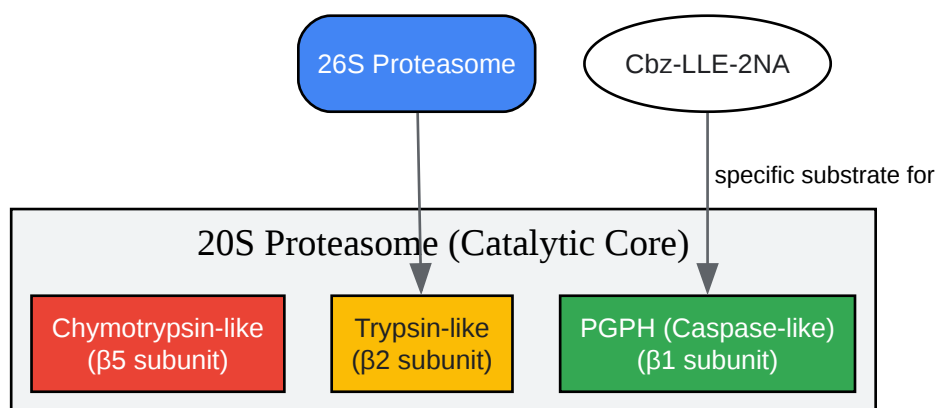 26S Proteasome
Cbz-LLE-2NA
specific substrate for
20S Proteasome (Catalytic Core)
Chymotrypsin-like
(β5 subunit)
Trypsin-like
(β2 subunit)
PGPH (Caspase-like)
(β1 subunit)